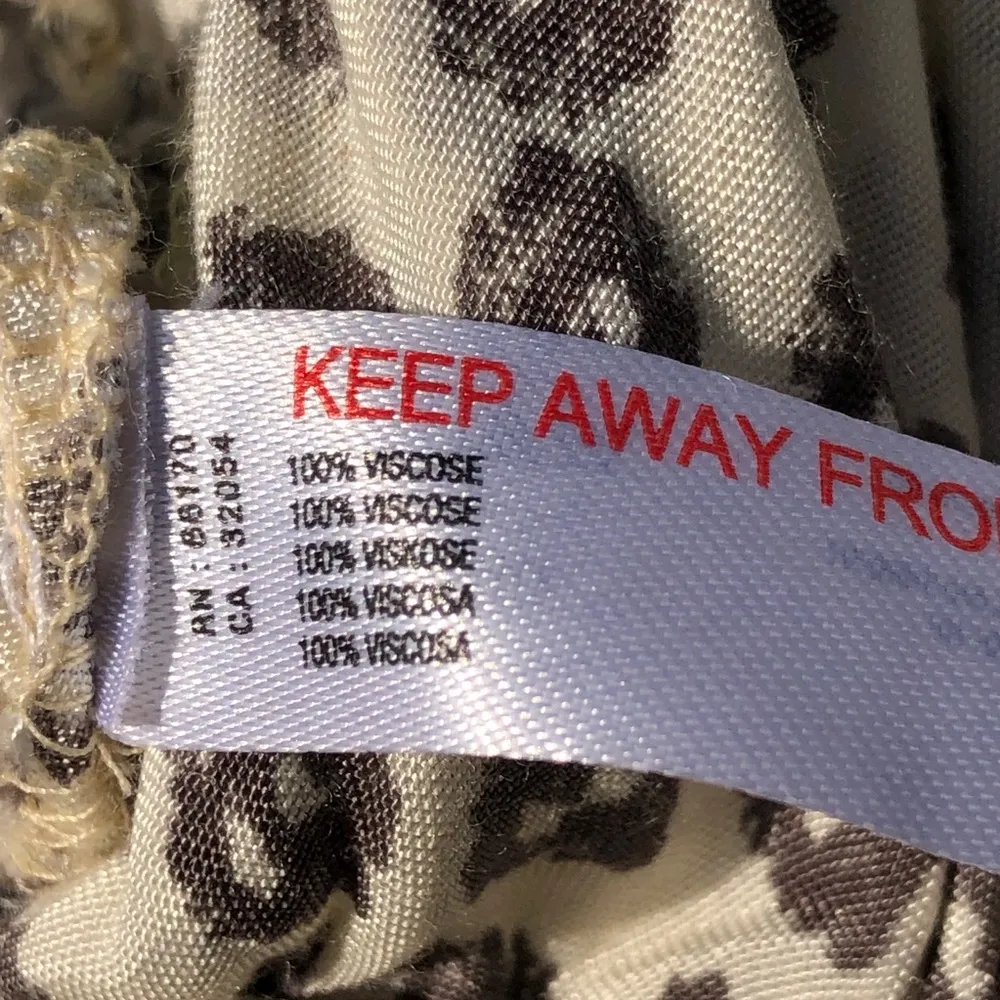 KEEP AWAY FRO
100% VISCOSE
100% VISCOSE
100% VISKOSE
100% VISCOSA
100% VISCOSA
RN : 66170
CA : 32054